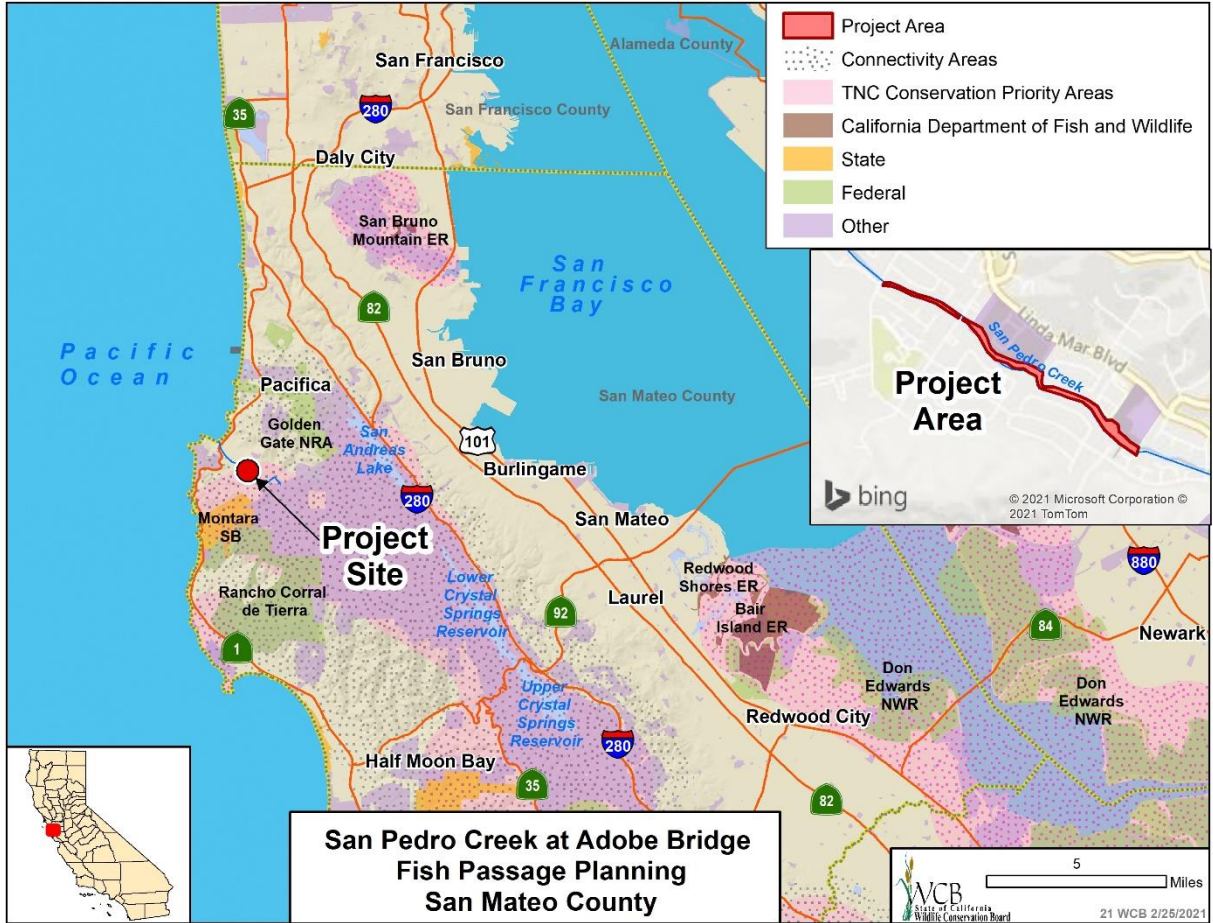 Project Area
Connectivity Areas
TNC Conservation Priority Areas
California Department of Fish and Wildlife
State
Federal
Other
Alameda County
San Francisco
35
280
San Francisco County
Daly City
San Bruno
Mountain ER
San
Francisco
Bay
82
Pacific
Ocean
San Bruno
Pacifica
San Mateo County
Golden
Gate NRA
San
Andreas
Lake
101
Burlingame
280
San Mateo
Montara
SB
Project
Site
Rancho Corral
de Tierra
Lower
Crystal
Springs
Reservoir
92
Laurel
Redwood
Shores ER
Bair
Island ER
1
Upper
Crystal
Springs
Reservoir
280
Half Moon Bay
35
Redwood City
82
Don
Edwards
NWR
84
Don
Edwards
NWR
880
Newark
S
Linda Mar Blvd
San Pedro Creek
Project
Area
bing
© 2021 Microsoft Corporation ©
2021 TomTom
San Pedro Creek at Adobe Bridge
Fish Passage Planning
San Mateo County
WCB
State of California
Wildlife Conservation Board
5
Miles
21 WCB 2/25/2021